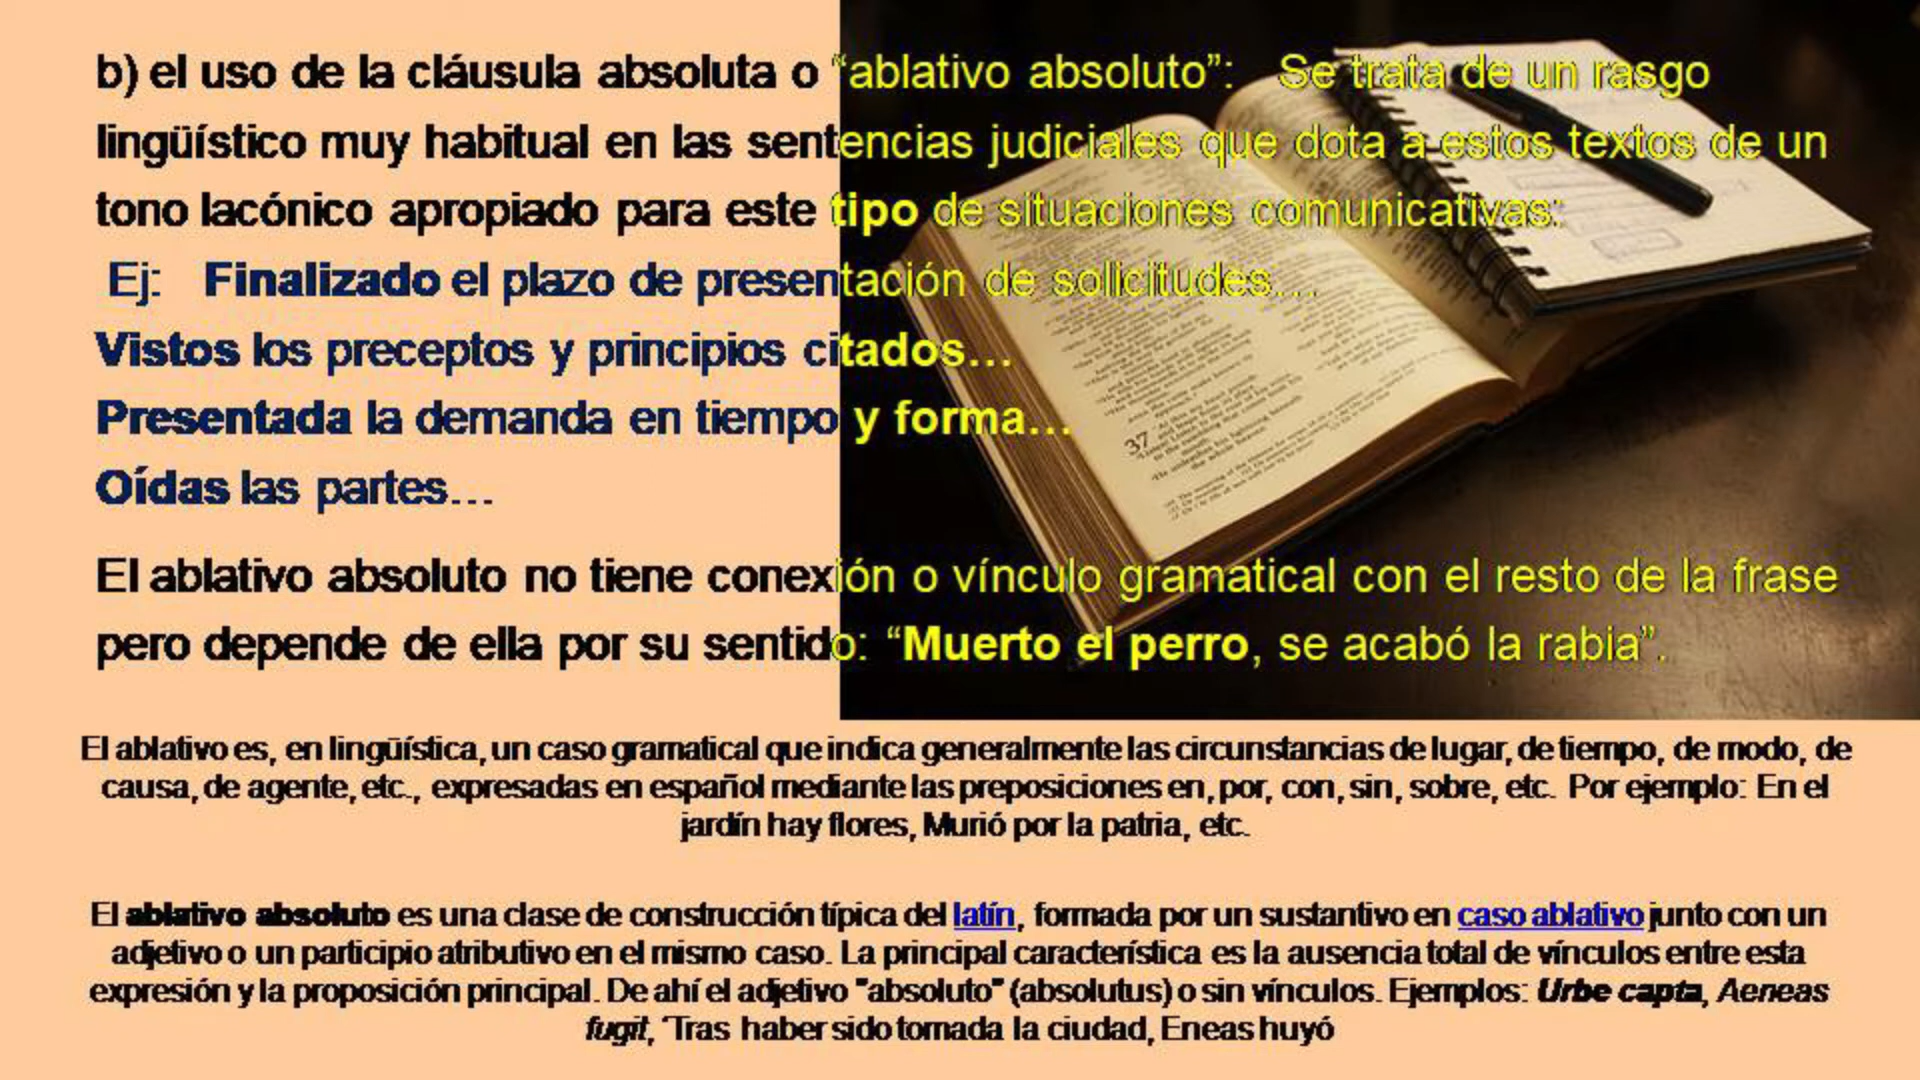 b) el uso de la cláusula absoluta o “ablativo absoluto”: Se trata de un rasgo
lingüístico muy habitual en las sentencias judiciales que dota a estos textos de un
tono lacónico apropiado para este tipo de situaciones comunicativas:
Ej: Finalizado el plazo de presentación de solicitudes…
Vistos los preceptos y principios citados…
Presentada la demanda en tiempo y forma…
Oídas las partes…
El ablativo absoluto no tiene conexión o vínculo gramatical con el resto de la frase
pero depende de ella por su sentido: “Muerto el perro, se acabó la rabia”.
37
El ablativo es, en lingüística, un caso gramatical que indica generalmente las circunstancias de lugar, de tiempo, de modo, de
causa, de agente, etc., expresadas en español mediante las preposiciones en, por, con, sin, sobre, etc. Por ejemplo: En el
jardín hay flores, Murió por la patria, etc.
El ablativo absoluto es una clase de construcción típica del latín, formada por un sustantivo en caso ablativo junto con un
adjetivo o un participio atributivo en el mismo caso. La principal característica es la ausencia total de vínculos entre esta
expresión y la proposición principal. De ahí el adjetivo "absoluto" (absolutus) o sin vínculos. Ejemplos: Urbe capta, Aeneas
fugit, ‘Tras haber sido tomada la ciudad, Eneas huyó